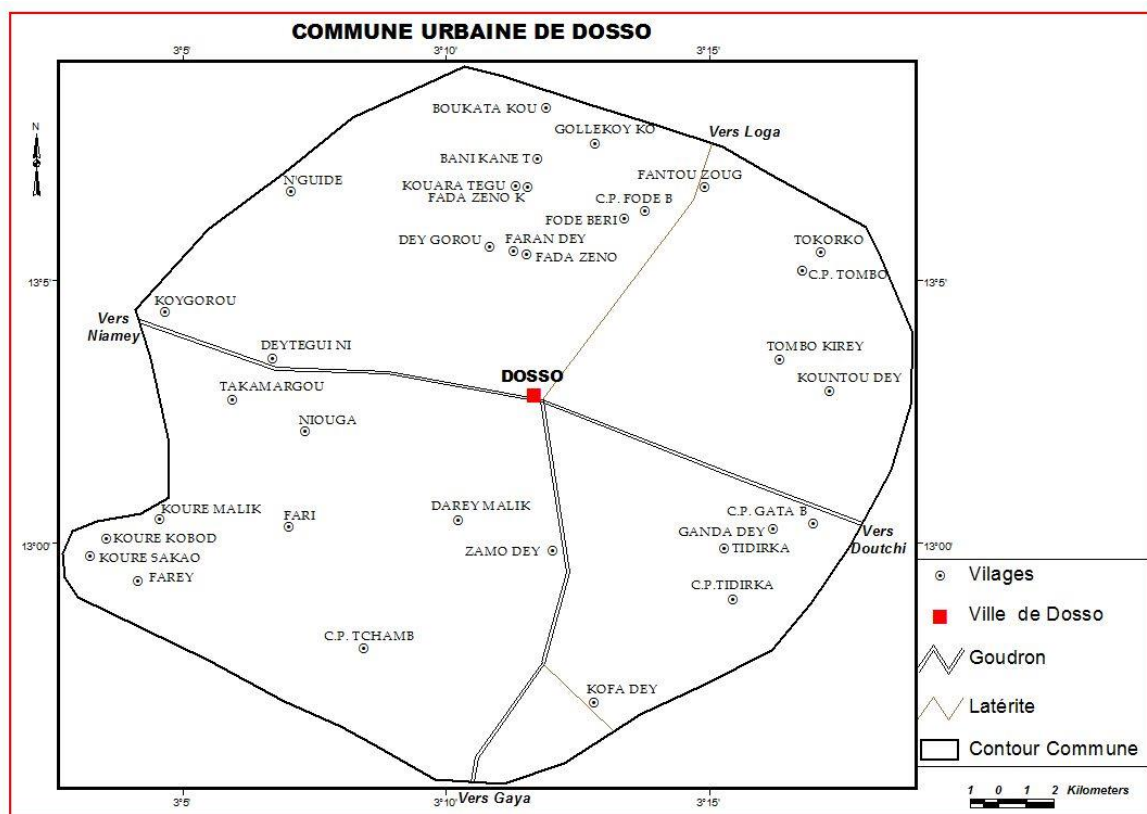 COMMUNE URBAINE DE DOSSO
3°5' 3°10' 3°15'
N
BOUKATA KOU
GOLLEKOY KO
Vers Loga
BANI KANE T
N'GUIDE
KOUARA TEGU
FANTOU ZOUG
FADA ZENO K
C.P. FODE B
FODE BERI
DEY GOROU
FARAN DEY
FADA ZENO
TOKORKO
C.P. TOMBO
13°5' 13°5'
KOYGOROU
Vers
Niamey
DEYTEGUI NI
TOMBO KIREY
DOSSO
KOUNTOU DEY
TAKAMARGOU
NIOUGA
KOURE MALIK
FARI
DAREY MALIK
C.P. GATA B
GANDA DEY
Vers
Doutchi
KOURE KOBOD
13°00' 13°00'
KOURE SAKAO
ZAMO DEY
TIDIRKA
FAREY
C.P.TIDIRKA
C.P. TCHAMB
KOFA DEY
Vers Gaya
3°5' 3°10' 3°15'
Vilages
Ville de Dosso
Goudron
Latérite
Contour Commune
1 0 1 2 Kilometers